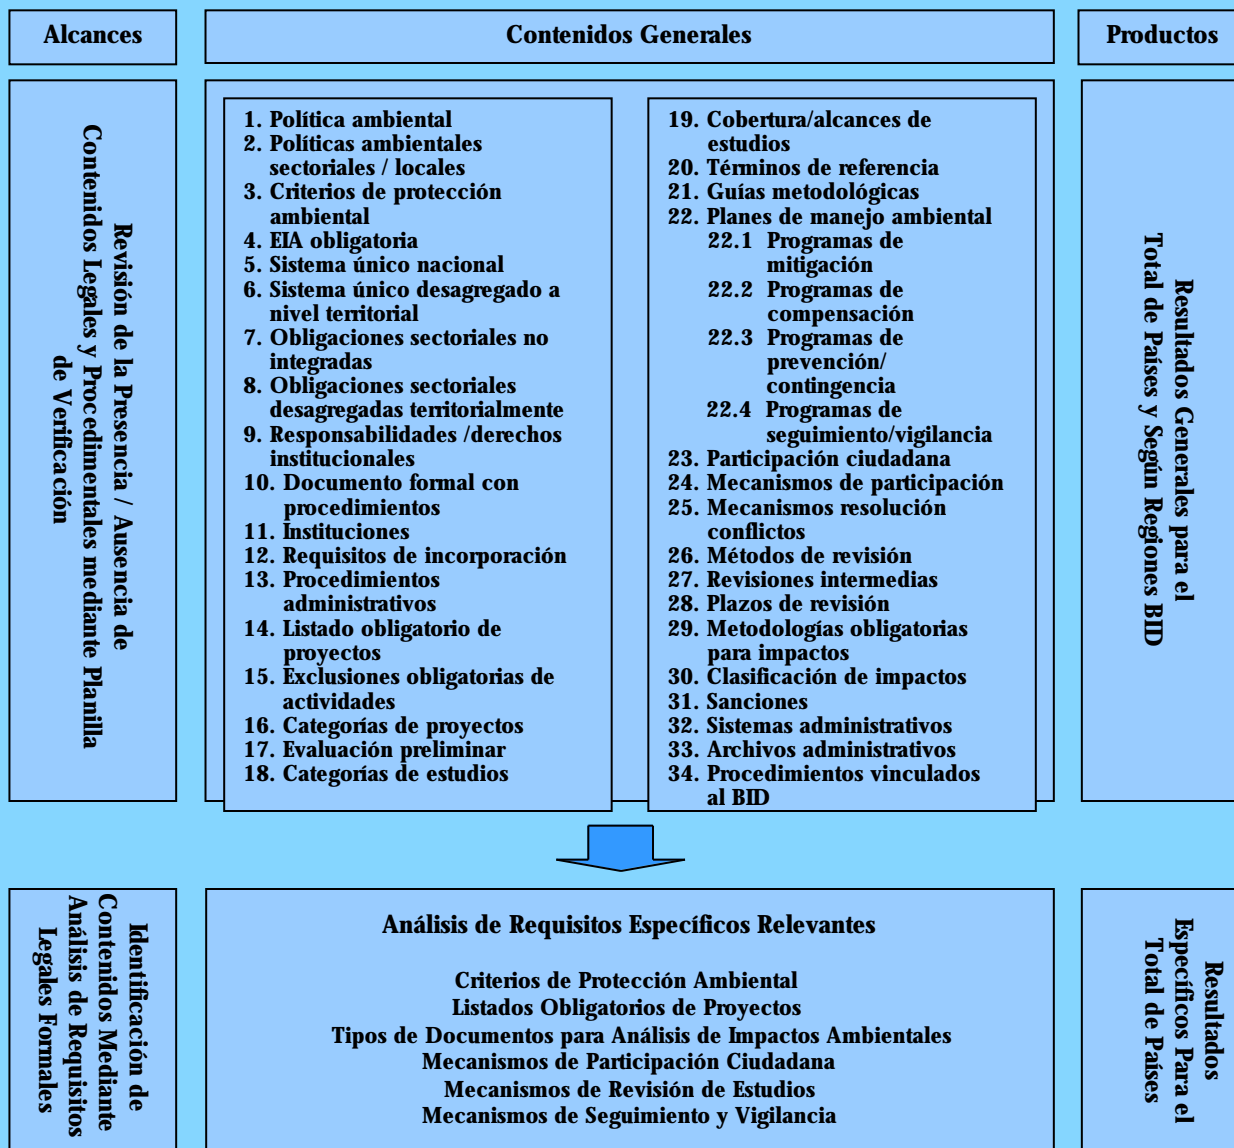 Alcances
Contenidos Generales
Productos
Revisión de la Presencia / Ausencia de
Contenidos Legales y Procedimentales mediante Planilla
de Verificación
1. Política ambiental
2. Políticas ambientales
sectoriales / locales
3. Criterios de protección
ambiental
4. EIA obligatoria
5. Sistema único nacional
6. Sistema único desagregado a
nivel territorial
7. Obligaciones sectoriales no
integradas
8. Obligaciones sectoriales
desagregadas territorialmente
9. Responsabilidades /derechos
institucionales
10. Documento formal con
procedimientos
11. Instituciones
12. Requisitos de incorporación
13. Procedimientos
administrativos
14. Listado obligatorio de
proyectos
15. Exclusiones obligatorias de
actividades
16. Categorías de proyectos
17. Evaluación preliminar
18. Categorías de estudios
19. Cobertura/alcances de
estudios
20. Términos de referencia
21. Guías metodológicas
22. Planes de manejo ambiental
22.1 Programas de
mitigación
22.2 Programas de
compensación
22.3 Programas de
prevención/
contingencia
22.4 Programas de
seguimiento/vigilancia
23. Participación ciudadana
24. Mecanismos de participación
25. Mecanismos resolución
conflictos
26. Métodos de revisión
27. Revisiones intermedias
28. Plazos de revisión
29. Metodologías obligatorias
para impactos
30. Clasificación de impactos
31. Sanciones
32. Sistemas administrativos
33. Archivos administrativos
34. Procedimientos vinculados
al BID
Resultados Generales para el
Total de Países y Según Regiones BID
Identificación de
Contenidos Mediante
Análisis de Requisitos
Legales Formales
Análisis de Requisitos Específicos Relevantes
Criterios de Protección Ambiental
Listados Obligatorios de Proyectos
Tipos de Documentos para Análisis de Impactos Ambientales
Mecanismos de Participación Ciudadana
Mecanismos de Revisión de Estudios
Mecanismos de Seguimiento y Vigilancia
Resultados
Específicos Para el
Total de Países